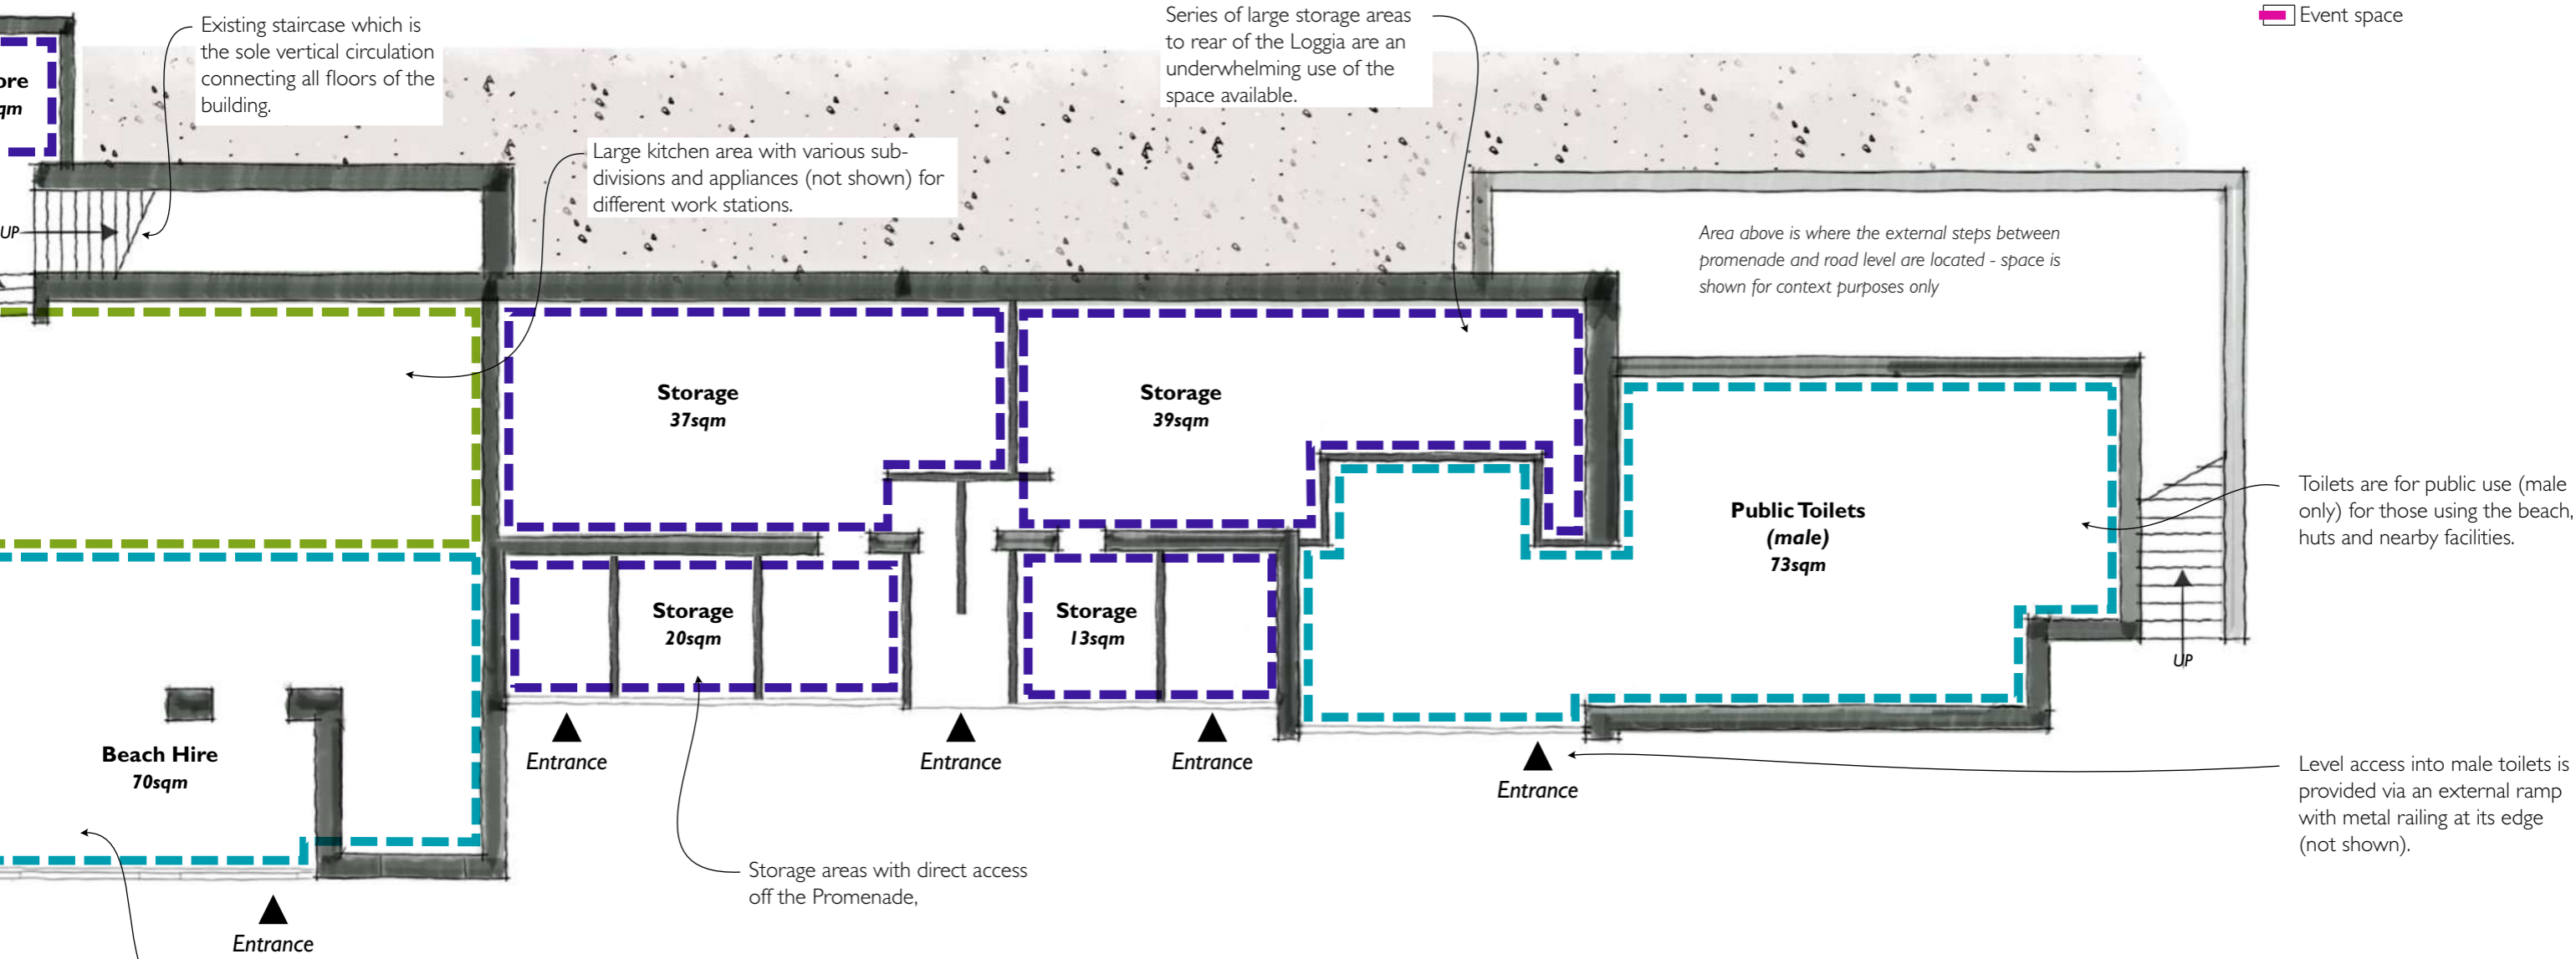 Existing staircase which is
the sole vertical circulation
connecting all floors of the
building.
Series of large storage areas
to rear of the Loggia are an
underwhelming use of the
space available.
Event space
ore
qm
Large kitchen area with various sub-
divisions and appliances (not shown) for
different work stations.
UP
Area above is where the external steps between
promenade and road level are located - space is
shown for context purposes only
Storage
37sqm
Storage
39sqm
Public Toilets
(male)
73sqm
Toilets are for public use (male
only) for those using the beach,
huts and nearby facilities.
Storage
20sqm
Storage
13sqm
UP
Beach Hire
70sqm
Entrance
Entrance
Entrance
Entrance
Level access into male toilets is
provided via an external ramp
with metal railing at its edge
(not shown).
Storage areas with direct access
off the Promenade,
Entrance